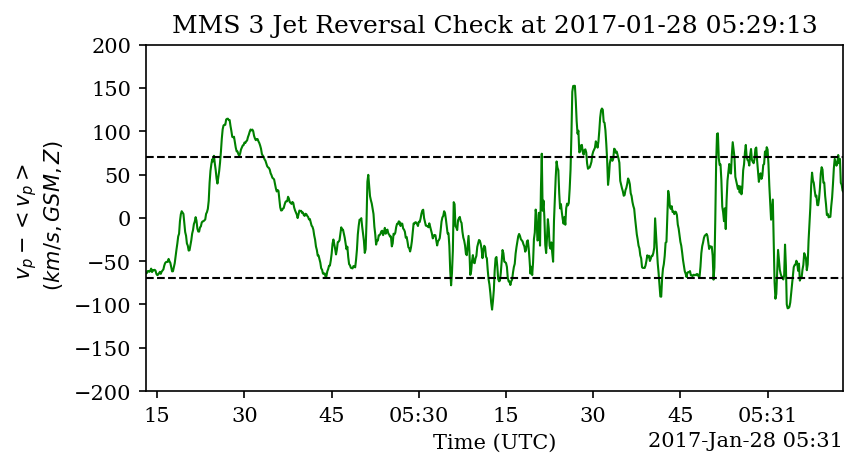 MMS 3 Jet Reversal Check at 2017-01-28 05:29:13
v_p − <v_p>
(km/s, GSM, Z)
200
150
100
50
0
−50
−100
−150
−200
15 30 45 05:30 15 30 45 05:31
Time (UTC)
2017-Jan-28 05:31